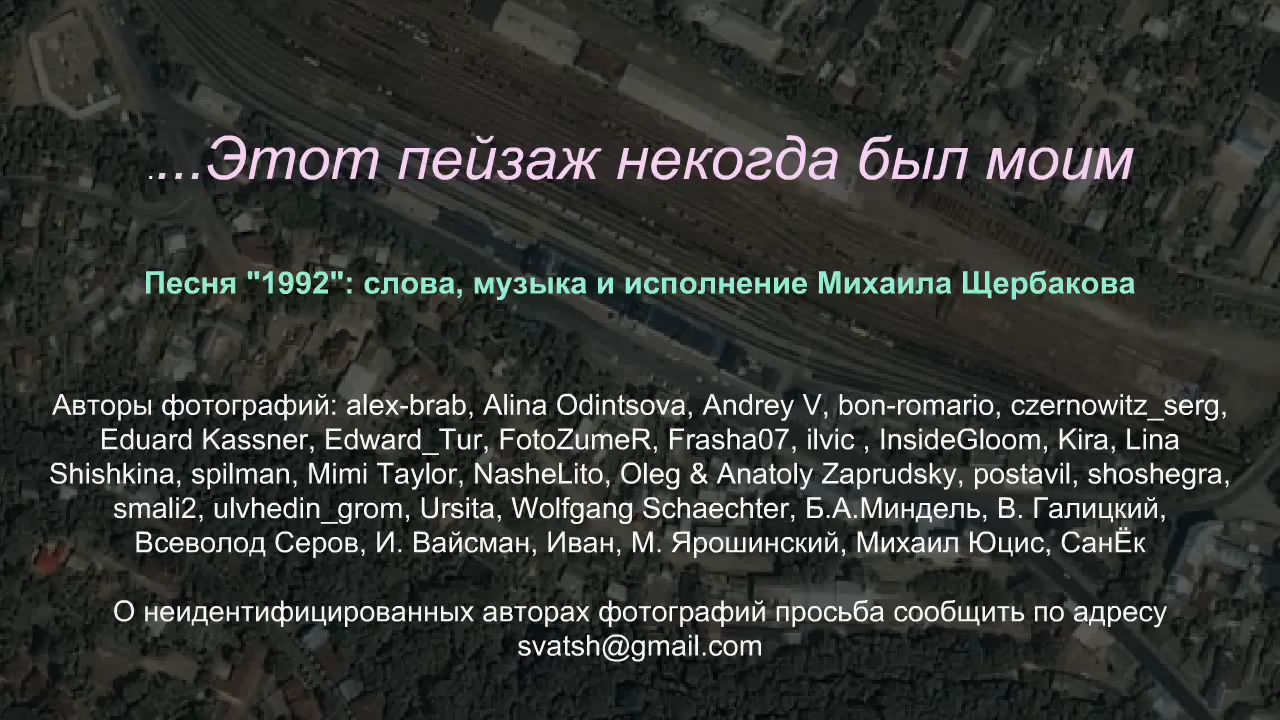 ....Этот пейзаж некогда был моим
Песня "1992": слова, музыка и исполнение Михаила Щербакова
Авторы фотографий: alex-brab, Alina Odintsova, Andrey V, bon-romario, czernowitz_serg,
Eduard Kassner, Edward_Tur, FotoZumeR, Frasha07, ilvic , InsideGloom, Kira, Lina
Shishkina, spilman, Mimi Taylor, NasheLito, Oleg & Anatoly Zaprudsky, postavil, shoshegra,
smali2, ulvhedin_grom, Ursita, Wolfgang Schaechter, Б.А.Миндель, В. Галицкий,
Всеволод Серов, И. Вайсман, Иван, М. Ярошинский, Михаил Юцис, СанЁк
О неидентифицированных авторах фотографий просьба сообщить по адресу
svatsh@gmail.com